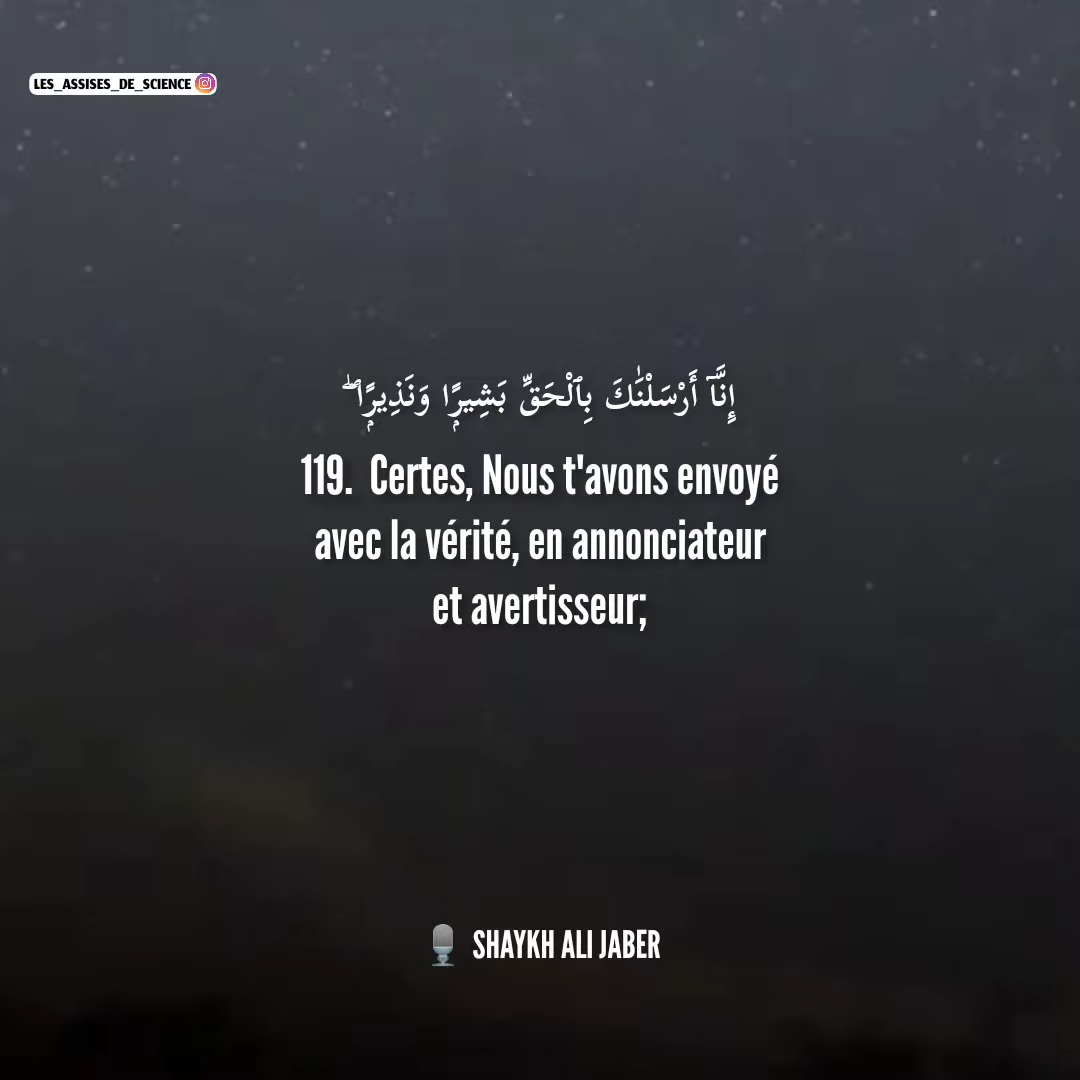 LES_ASSISES_DE_SCIENCE
إِنَّآ أَرْسَلْنَٰكَ بِٱلْحَقِّ بَشِيرًۭا وَنَذِيرًۭا ۖ
119. Certes, Nous t'avons envoyé
avec la vérité, en annonciateur
et avertisseur;
SHAYKH ALI JABER